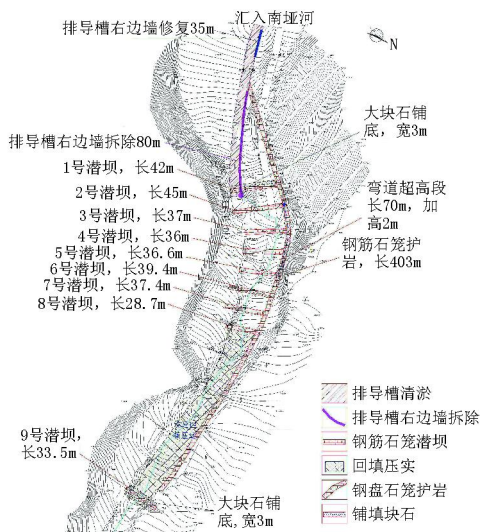 排导槽右边墙修复35m
汇入南垭河
N
大块石铺
底，宽3m
排导槽右边墙拆除80m
1号潜坝，长42m
2号潜坝，长45m
3号潜坝，长37m
4号潜坝，长36m
5号潜坝，长36.6m
6号潜坝，长39.4m
7号潜坝，长37.4m
8号潜坝，长28.7m
弯道超高段
长70m，加
高2m
钢筋石笼护
岩，长403m
9号潜坝，
长33.5m
大块石铺
底,宽3m
排导槽清淤
排导槽右边墙拆除
钢筋石笼潜坝
回填压实
钢盘石笼护岩
铺填块石